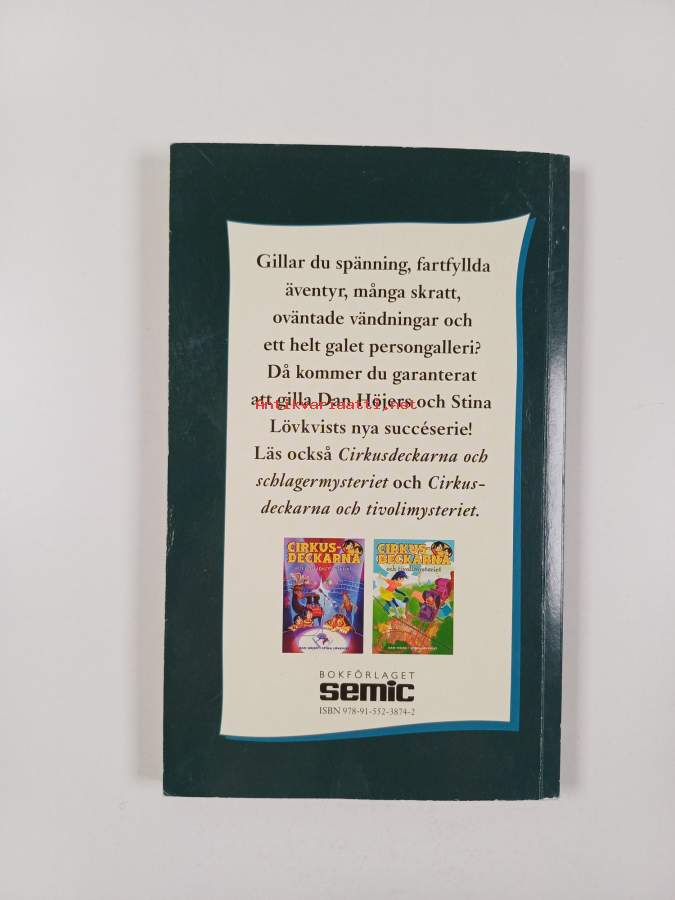 Gillar du spänning, fartfyllda
äventyr, många skratt,
oväntade vändningar och
ett helt galet persongalleri?
Då kommer du garanterat
att gilla Dan Höjers och Stina
Antikvariaatti.net
Lövkvists nya succéserie!
Läs också Cirkusdeckarna och
schlagermysteriet och Cirkus-
deckarna och tivolimysteriet.
CIRKUS-
DECKARNA
CIRKUS-
DECKARNA
och tivolimysteriet
BOKFÖRLAGET
semic
ISBN 978-91-552-3874-2